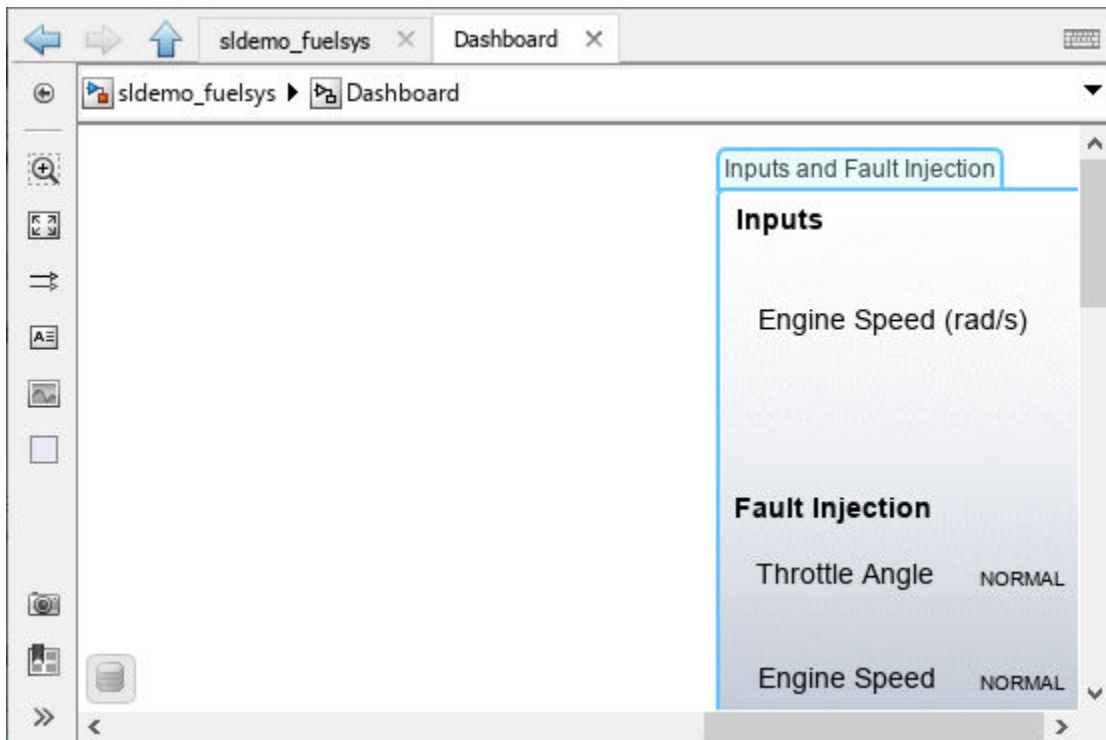 sldemo_fuelsys Dashboard
sldemo_fuelsys Dashboard
Inputs and Fault Injection
Inputs
Engine Speed (rad/s)
Fault Injection
Throttle Angle NORMAL
Engine Speed NORMAL